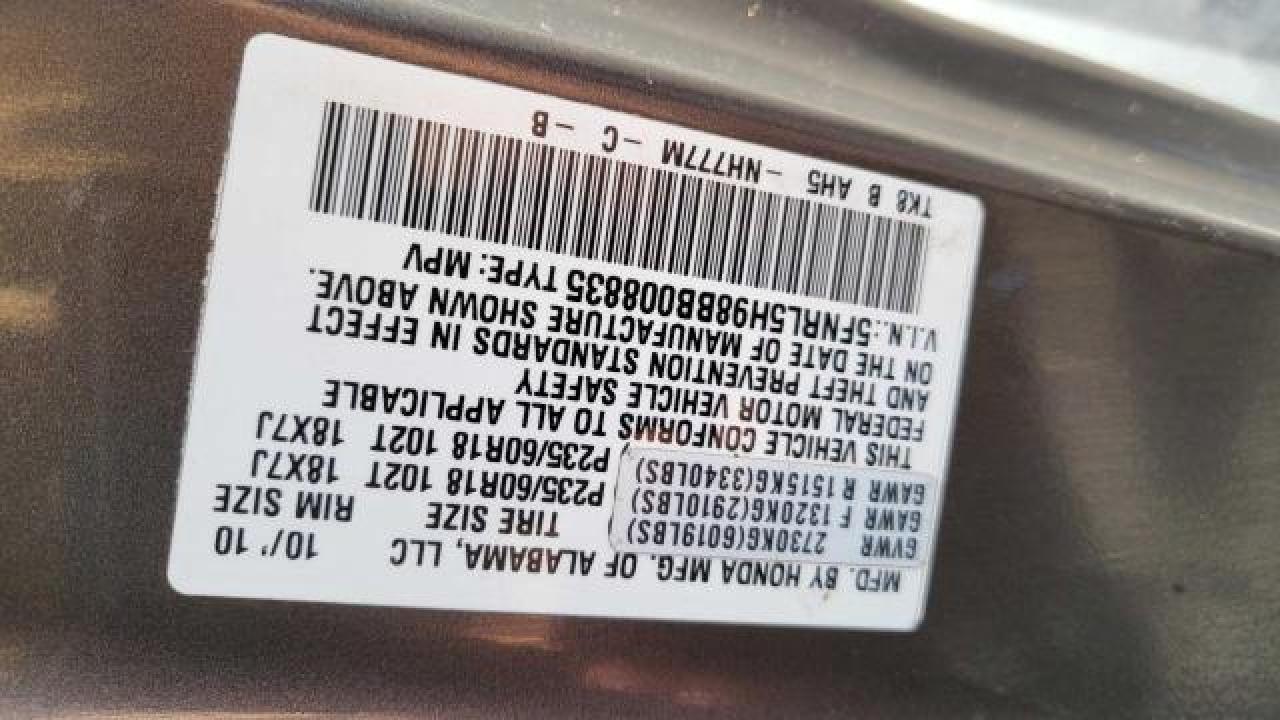 MFD. BY HONDA MFG. OF ALABAMA, LLC 10/'10
GVWR 2730KG(6019LBS) TIRE SIZE RIM SIZE
GAWR F 1320KG(2910LBS) P235/60R18 102T 18X7J
GAWR R 1515KG(3340LBS) P235/60R18 102T 18X7J
THIS VEHICLE CONFORMS TO ALL APPLICABLE
FEDERAL MOTOR VEHICLE SAFETY
AND THEFT PREVENTION STANDARDS IN EFFECT
ON THE DATE OF MANUFACTURE SHOWN ABOVE.
V.I.N.: 5FNRL5H98BB008835 TYPE: MPV
TK8 B AH5 - NH777M - C - B